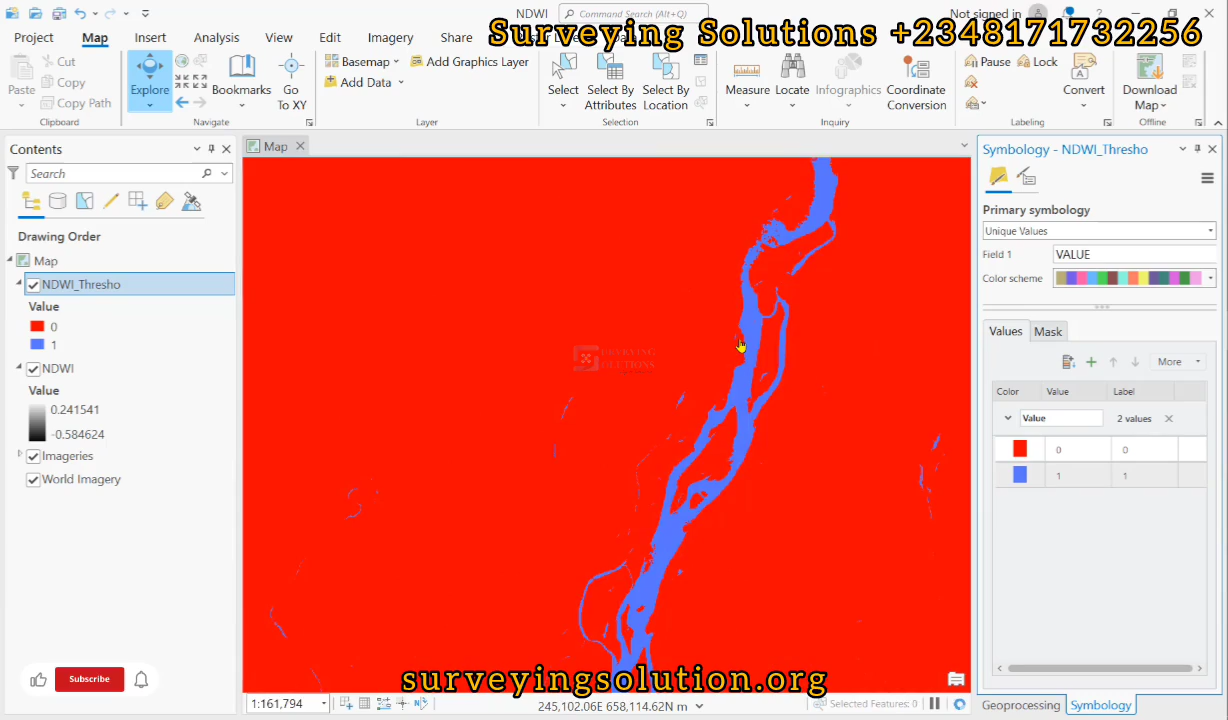 NDWI
Command Search (Alt+Q)
Not signed in
Surveying Solutions +2348171732256
Project
Map
Insert
Analysis
View
Edit
Imagery
Share
Paste
Cut
Copy
Copy Path
Clipboard
Explore
Bookmarks
Go To XY
Navigate
Basemap
Add Data
Add Graphics Layer
Layer
Select
Select By Attributes
Select By Location
Selection
Measure
Locate
Infographics
Coordinate Conversion
Inquiry
Pause
Lock
Convert
Labeling
Download Map
Offline
Contents
Search
Drawing Order
Map
NDWI_Thresho
Value
0
1
NDWI
Value
0.241541
-0.584624
Imageries
World Imagery
Subscribe
Map
1:161,794
245,102.06E 658,114.62N m
Selected Features: 0
surveyingsolution.org
Symbology - NDWI_Thresho
Primary symbology
Unique Values
Field 1 VALUE
Color scheme
Values
Mask
More
Color Value Label
Value 2 values
0 0
1 1
Geoprocessing
Symbology